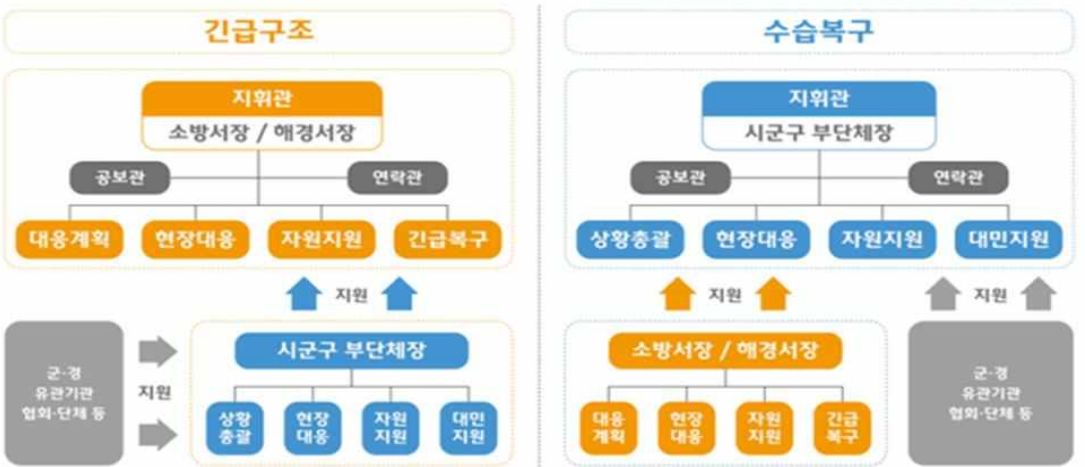 긴급구조
지휘관
소방서장 / 해경서장
공보관
연락관
대응계획
현장대응
자원지원
긴급복구
지원
군·경
유관기관
협회·단체 등
지원
시군구 부단체장
상황
총괄
현장
대응
자원
지원
대민
지원
수습복구
지휘관
시군구 부단체장
공보관
연락관
상황총괄
현장대응
자원지원
대민지원
지원
지원
소방서장 / 해경서장
대응
계획
현장
대응
자원
지원
긴급
복구
군·경
유관기관
협회·단체 등